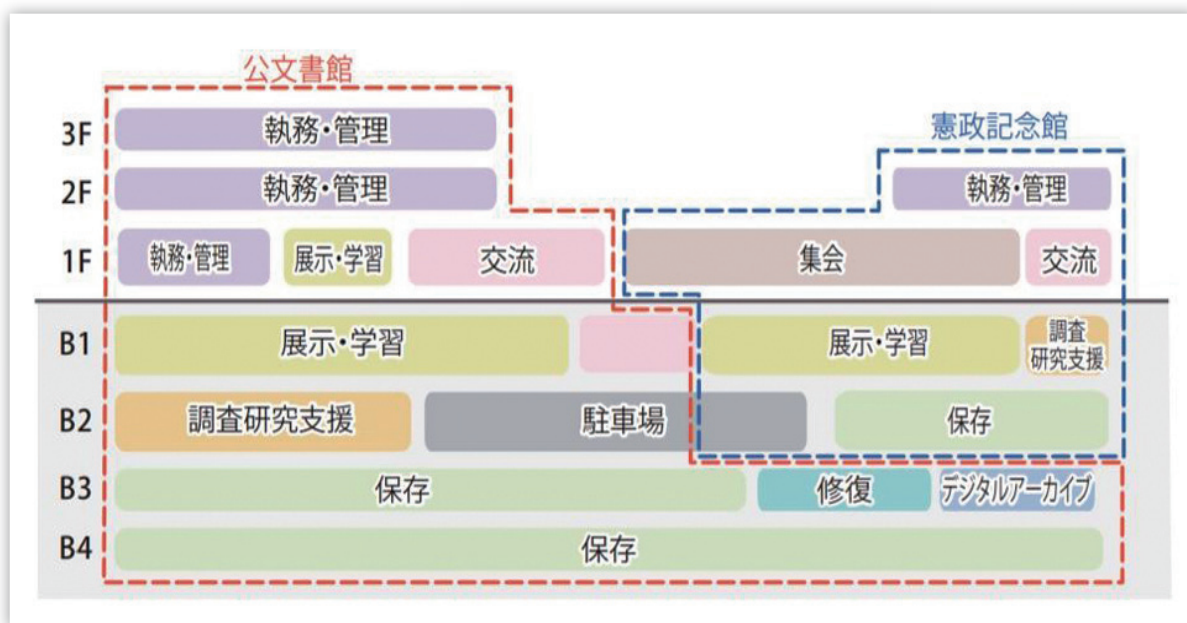 公文書館
憲政記念館
3F 執務・管理
2F 執務・管理 執務・管理
1F 執務・管理 展示・学習 交流 集会 交流
B1 展示・学習 展示・学習 調査
研究支援
B2 調査研究支援 駐車場 保存
B3 保存 修復 デジタルアーカイブ
B4 保存